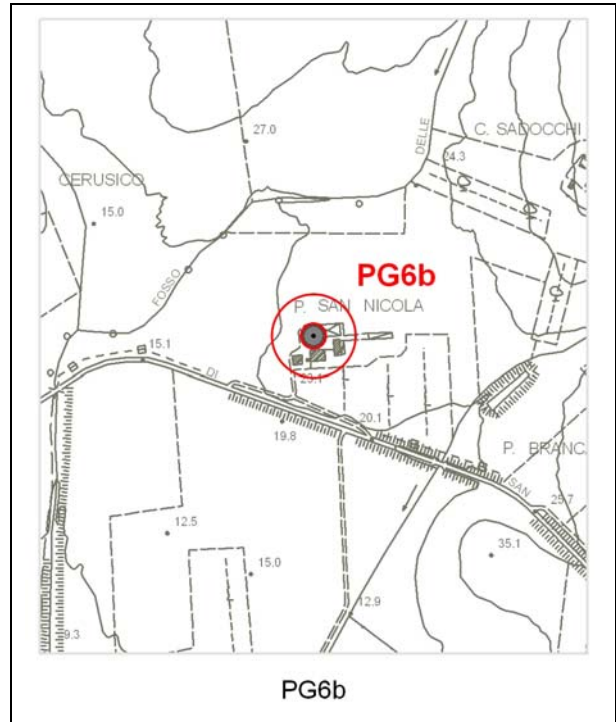 27.0
DELLE
C. SADOCCHI
24.3
CERUSICO
15.0
FOSSO
PG6b
P. SAN NICOLA
15.1
DI
23.1
20.1
19.8
P. BRANCA
SAN
25.7
12.5
35.1
15.0
12.9
9.3
PG6b